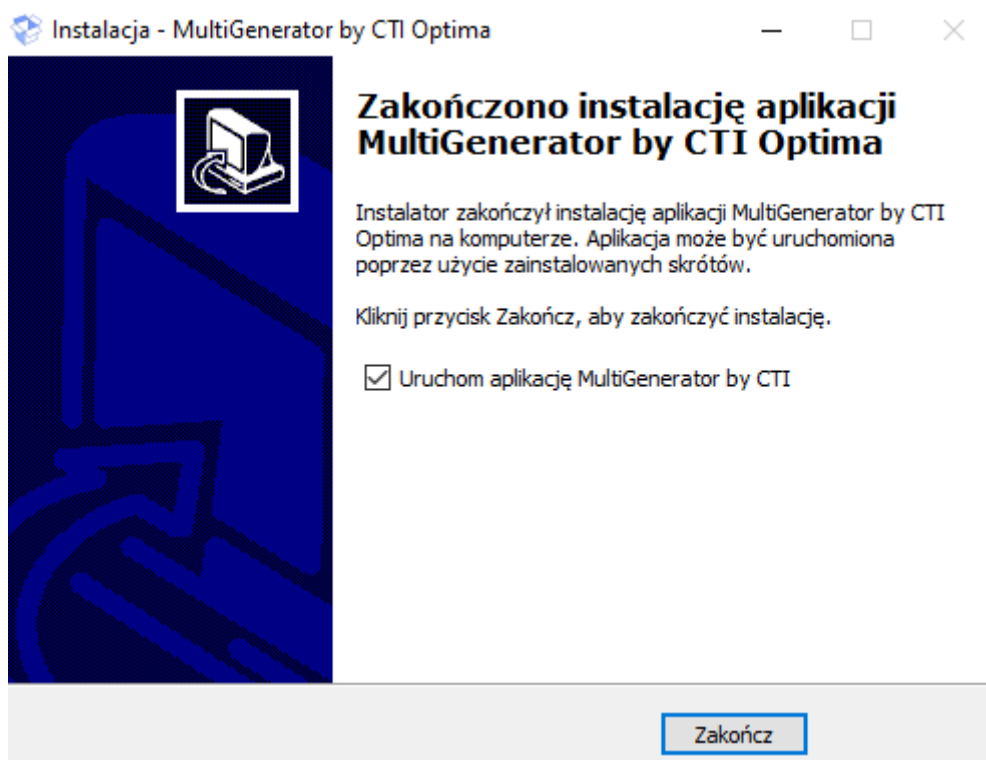 Instalacja - MultiGenerator by CTI Optima
Zakończono instalację aplikacji
MultiGenerator by CTI Optima
Instalator zakończył instalację aplikacji MultiGenerator by CTI
Optima na komputerze. Aplikacja może być uruchomiona
poprzez użycie zainstalowanych skrótów.
Kliknij przycisk Zakończ, aby zakończyć instalację.
Uruchom aplikację MultiGenerator by CTI
Zakończ